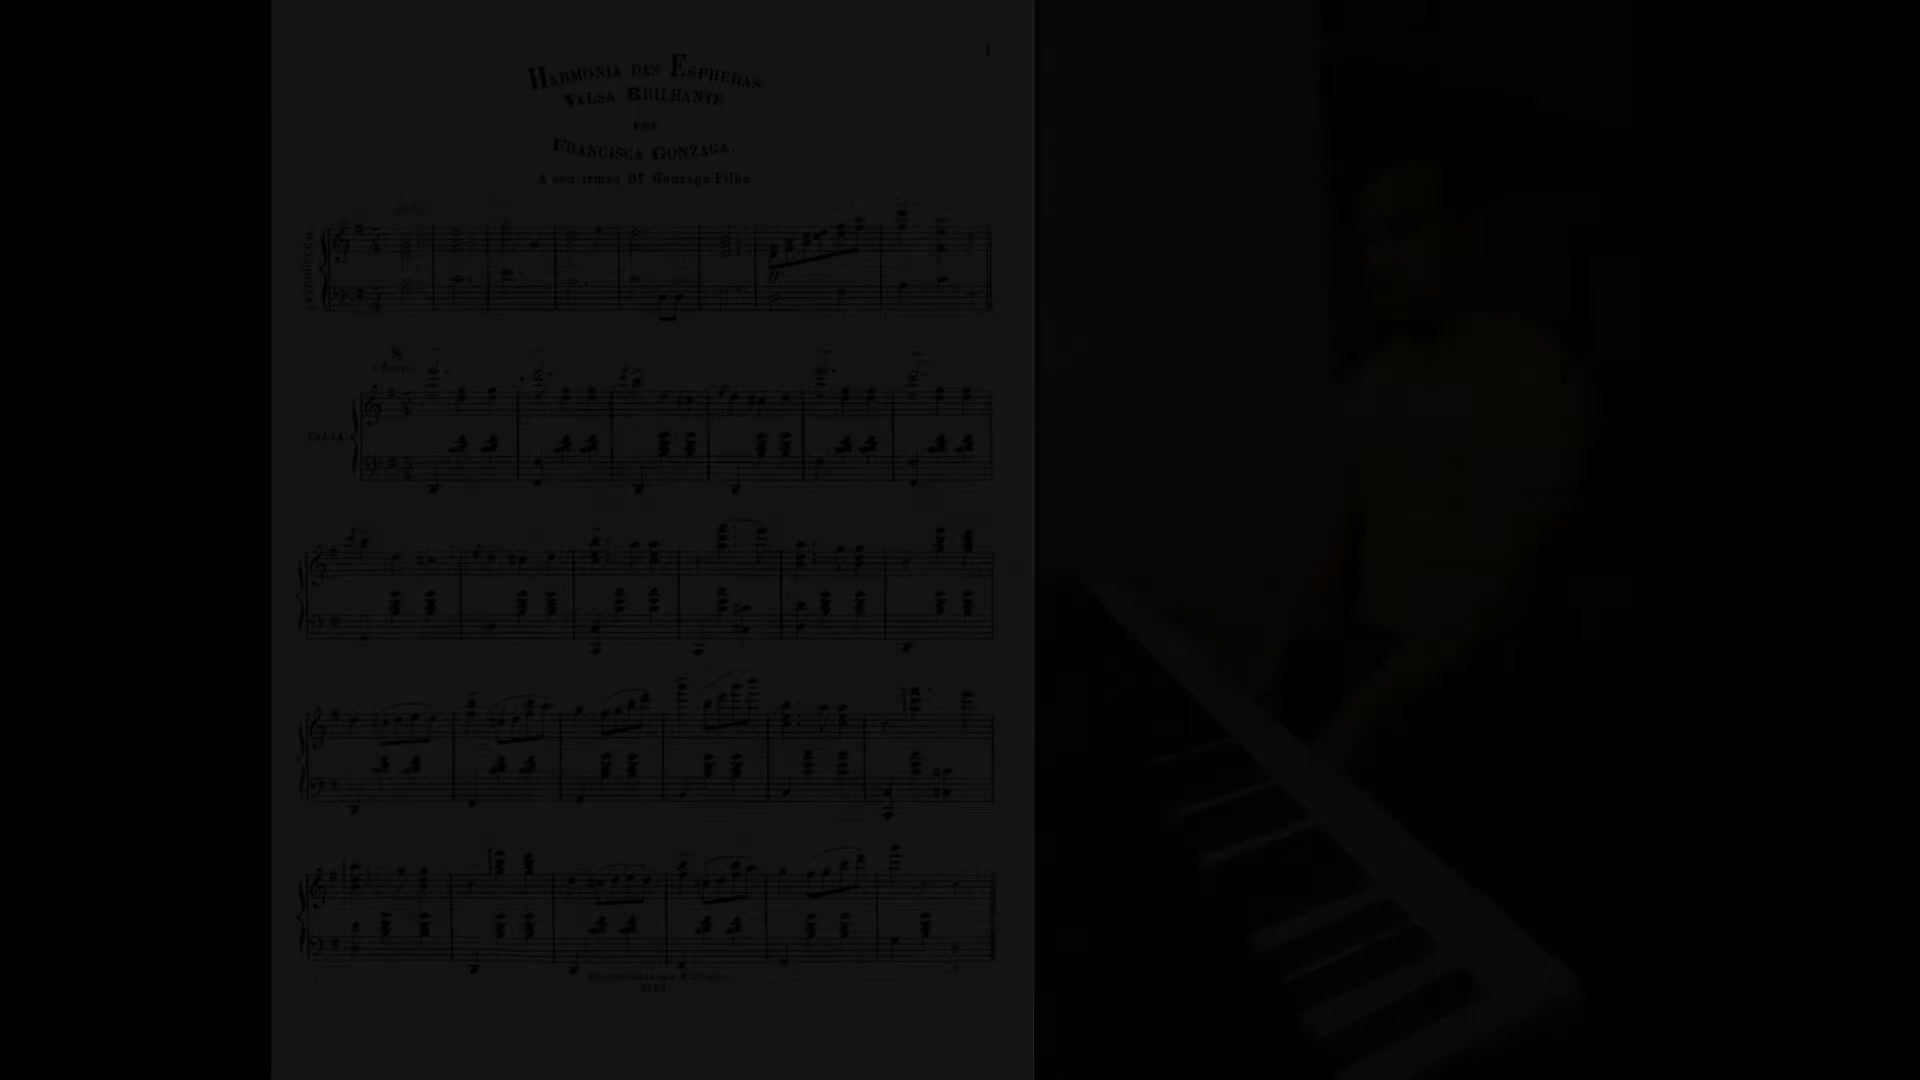 1
HARMONIA DAS ESPHERAS
VALSA BRILHANTE
POR
FRANCISCA GONZAGA.
A seu irmão Dr Gonzaga Filho
VALSA.